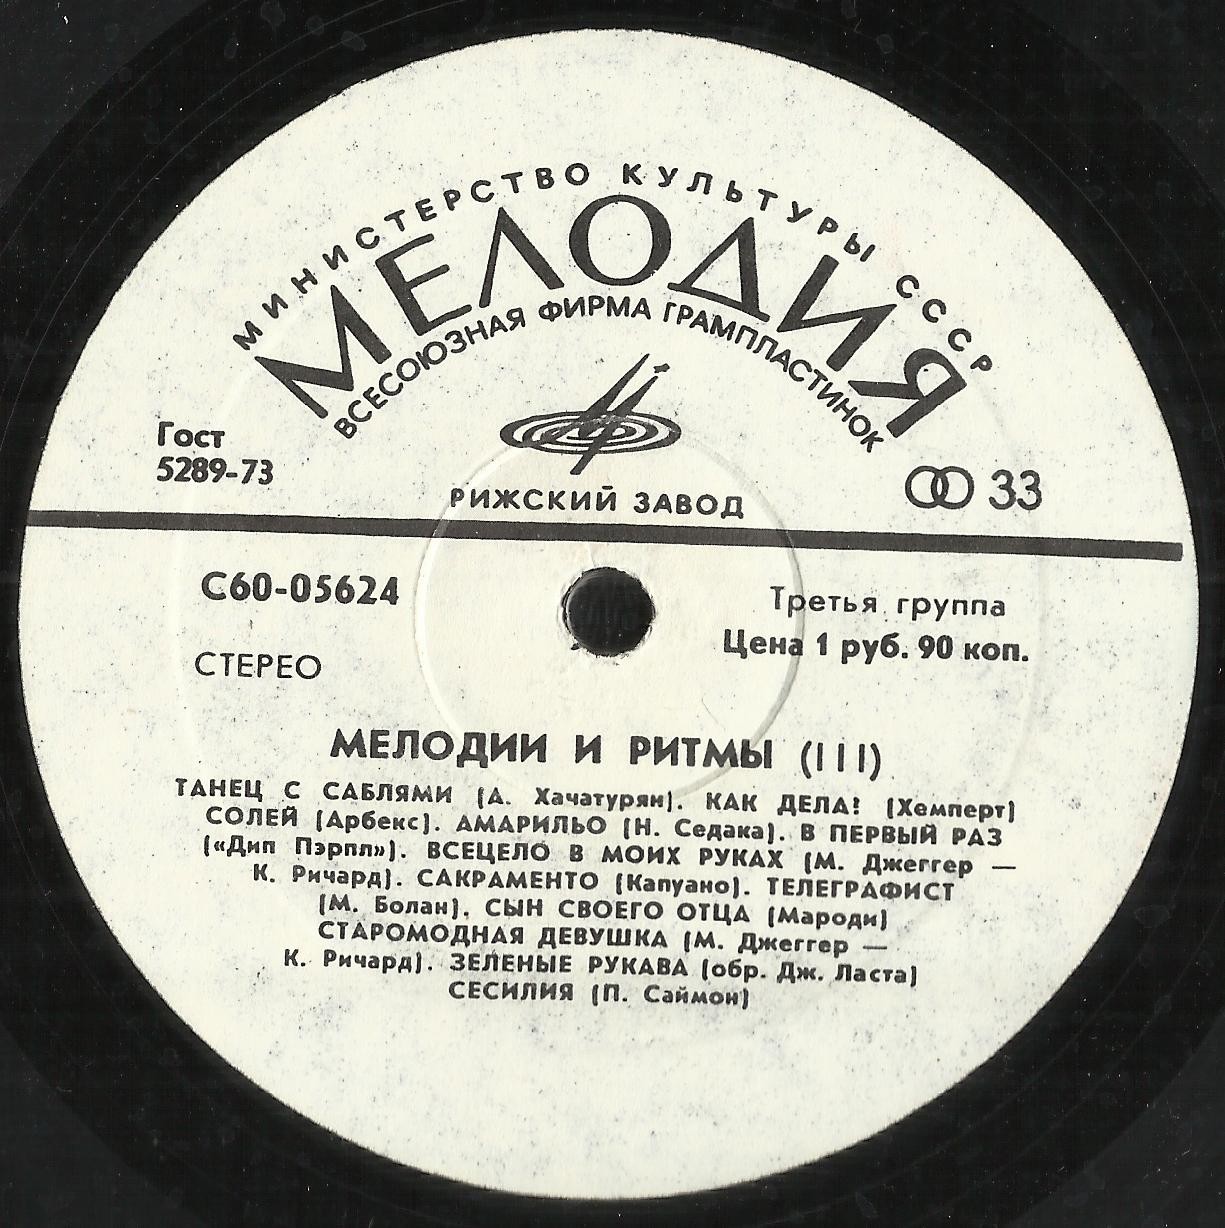 МИНИСТЕРСТВО КУЛЬТУРЫ СССР
МЕЛОДИЯ
ВСЕСОЮЗНАЯ ФИРМА ГРАМПЛАСТИНОК
Гост
5289-73
РИЖСКИЙ ЗАВОД
33
С60-05624
СТЕРЕО
Третья группа
Цена 1 руб. 90 коп.
МЕЛОДИИ И РИТМЫ (III)
ТАНЕЦ С САБЛЯМИ (А. Хачатурян). КАК ДЕЛА? (Хемперт)
СОЛЕЙ (Арбекс). АМАРИЛЬО (Н. Седака). В ПЕРВЫЙ РАЗ
(«Дип Пэрпл»). ВСЕЦЕЛО В МОИХ РУКАХ (М. Джеггер —
К. Ричард). САКРАМЕНТО (Капуано). ТЕЛЕГРАФИСТ
(М. Болан). СЫН СВОЕГО ОТЦА (Мароди)
СТАРОМОДНАЯ ДЕВУШКА (М. Джеггер —
К. Ричард). ЗЕЛЕНЫЕ РУКАВА (обр. Дж. Ласта)
СЕСИЛИЯ (П. Саймон)